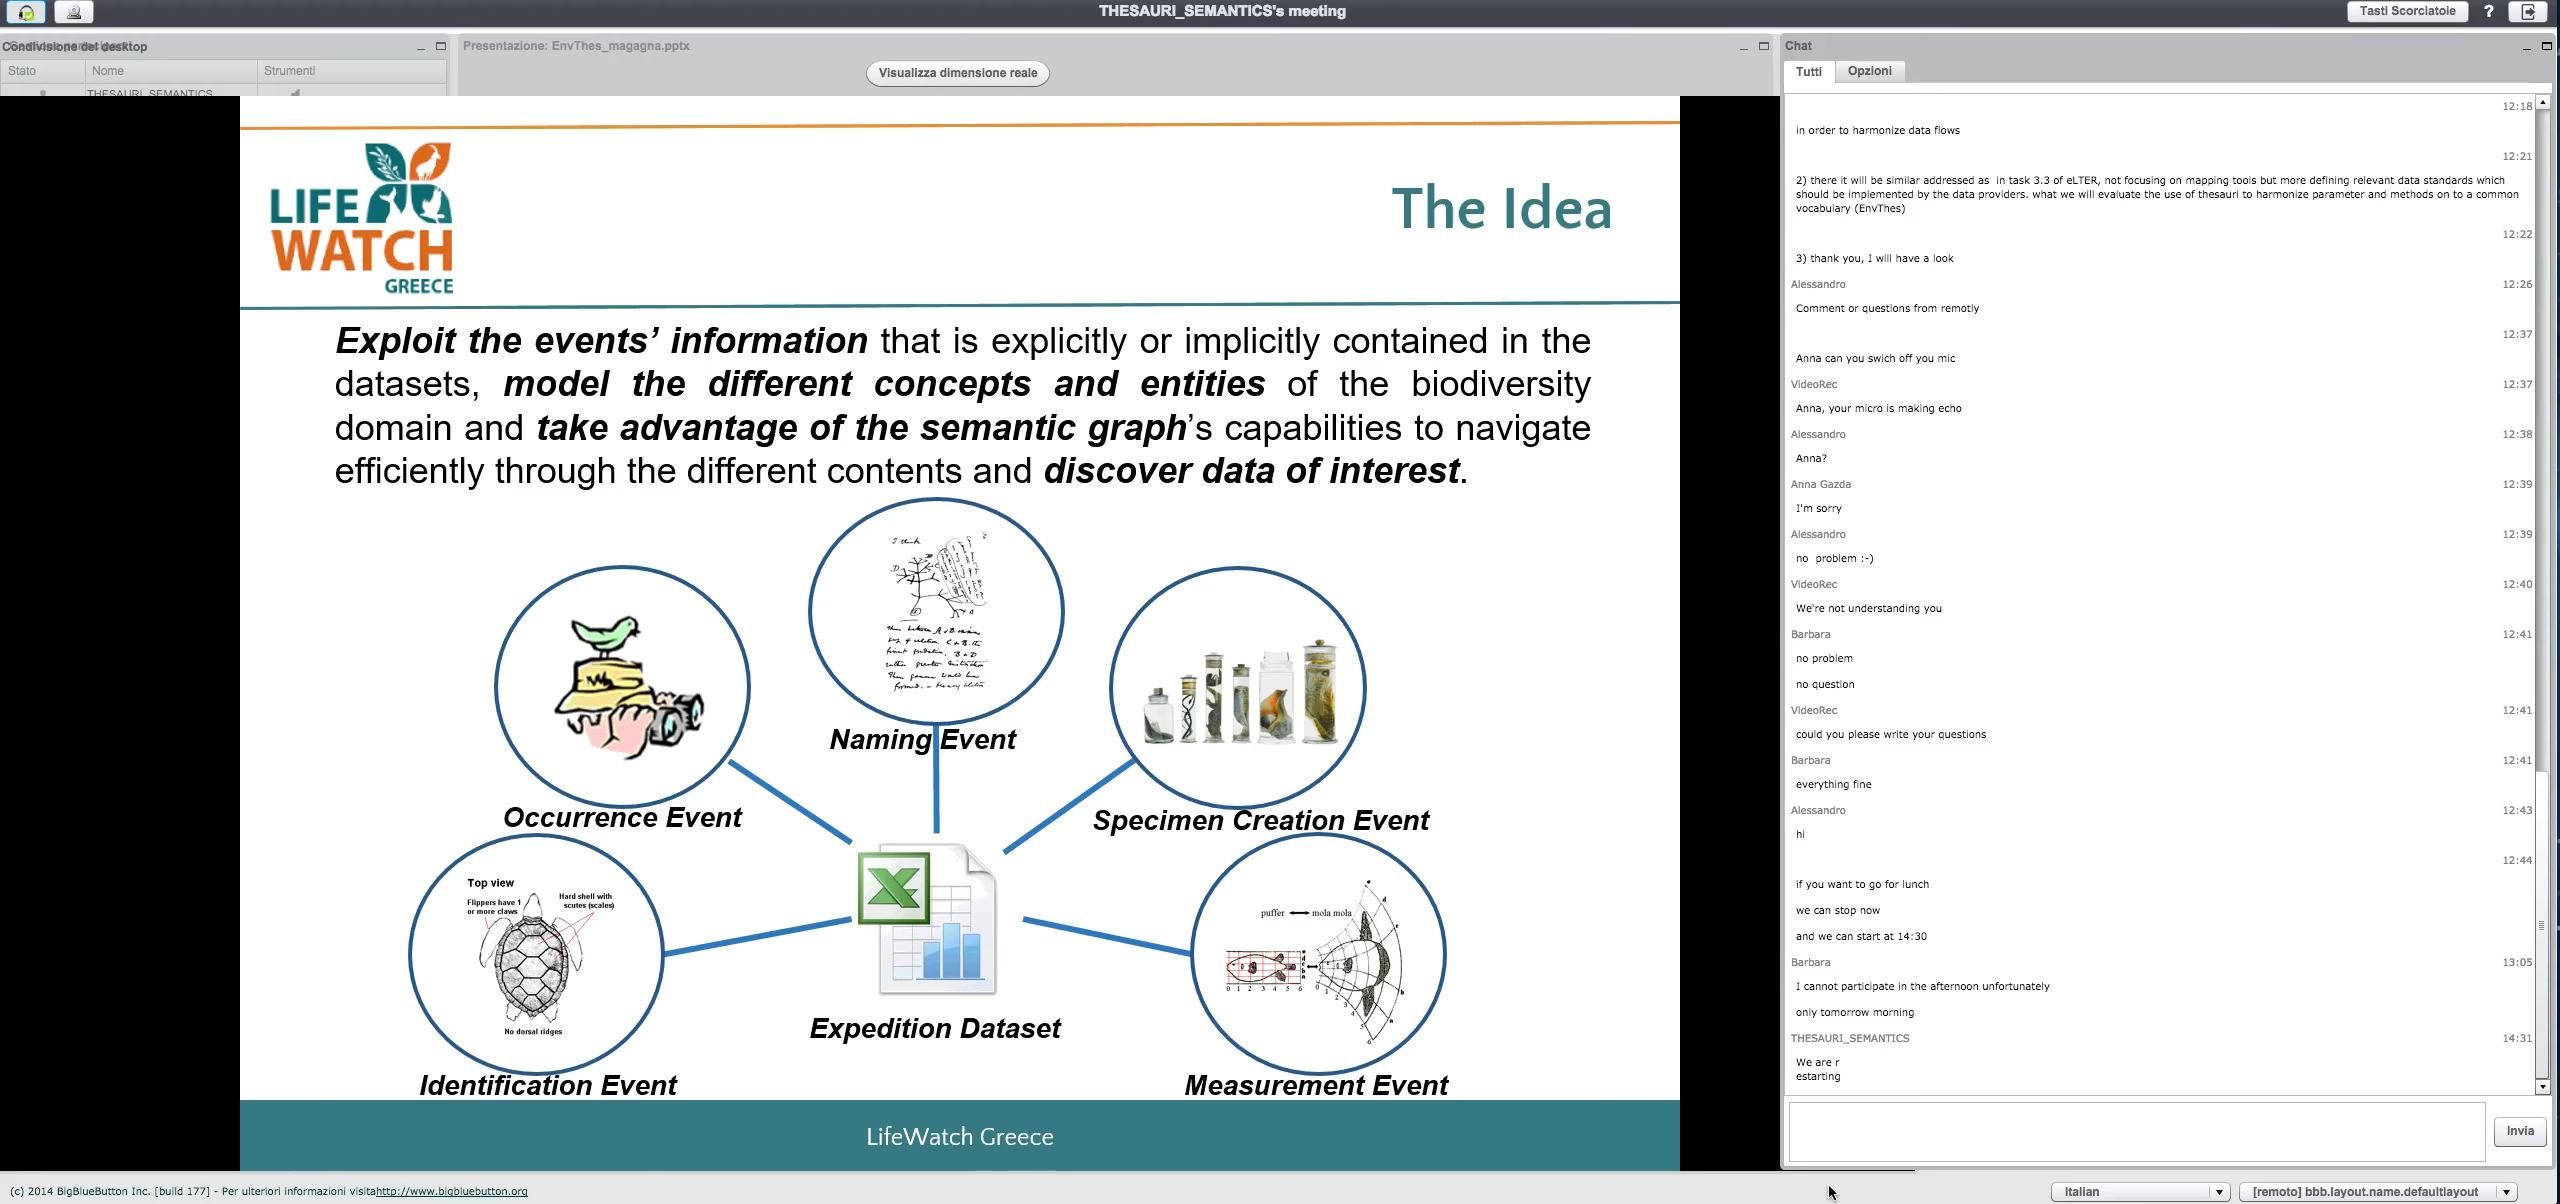 THESAURI_SEMANTICS's meeting
Tasti Scorciatoie
?
Condivisione del desktop
Stato Nome Strumenti
THESAURI_SEMANTICS
Presentazione: EnvThes_magagna.pptx
Visualizza dimensione reale
LIFE
WATCH
GREECE
The Idea
Exploit the events’ information that is explicitly or implicitly contained in the
datasets, model the different concepts and entities of the biodiversity
domain and take advantage of the semantic graph’s capabilities to navigate
efficiently through the different contents and discover data of interest.
I think
Naming Event
Occurrence Event
Specimen Creation Event
Top view
Flippers have 1
or more claws
Hard shell with
scutes (scales)
No dorsal ridges
Identification Event
Expedition Dataset
puffer mola mola
0 1 2 3 4 5 6
Measurement Event
LifeWatch Greece
Chat
Tutti Opzioni
12:18
in order to harmonize data flows
12:21
2) there it will be similar addressed as in task 3.3 of eLTER, not focusing on mapping tools but more defining relevant data standards which
should be implemented by the data providers. what we will evaluate the use of thesauri to harmonize parameter and methods on to a common
vocabulary (EnvThes)
12:22
3) thank you, I will have a look
Alessandro 12:26
Comment or questions from remotly
12:37
Anna can you swich off you mic
VideoRec 12:37
Anna, your micro is making echo
Alessandro 12:38
Anna?
Anna Gazda 12:39
I'm sorry
Alessandro 12:39
no problem :-)
VideoRec 12:40
We're not understanding you
Barbara 12:41
no problem
no question
VideoRec 12:41
could you please write your questions
Barbara 12:41
everything fine
Alessandro 12:43
hi
12:44
if you want to go for lunch
we can stop now
and we can start at 14:30
Barbara 13:05
I cannot participate in the afternoon unfortunately
only tomorrow morning
THESAURI_SEMANTICS 14:31
We are r
estarting
Invia
(c) 2014 BigBlueButton Inc. [build 177] - Per ulteriori informazioni visitahttp://www.bigbluebutton.org
Italian
[remoto] bbb.layout.name.defaultlayout